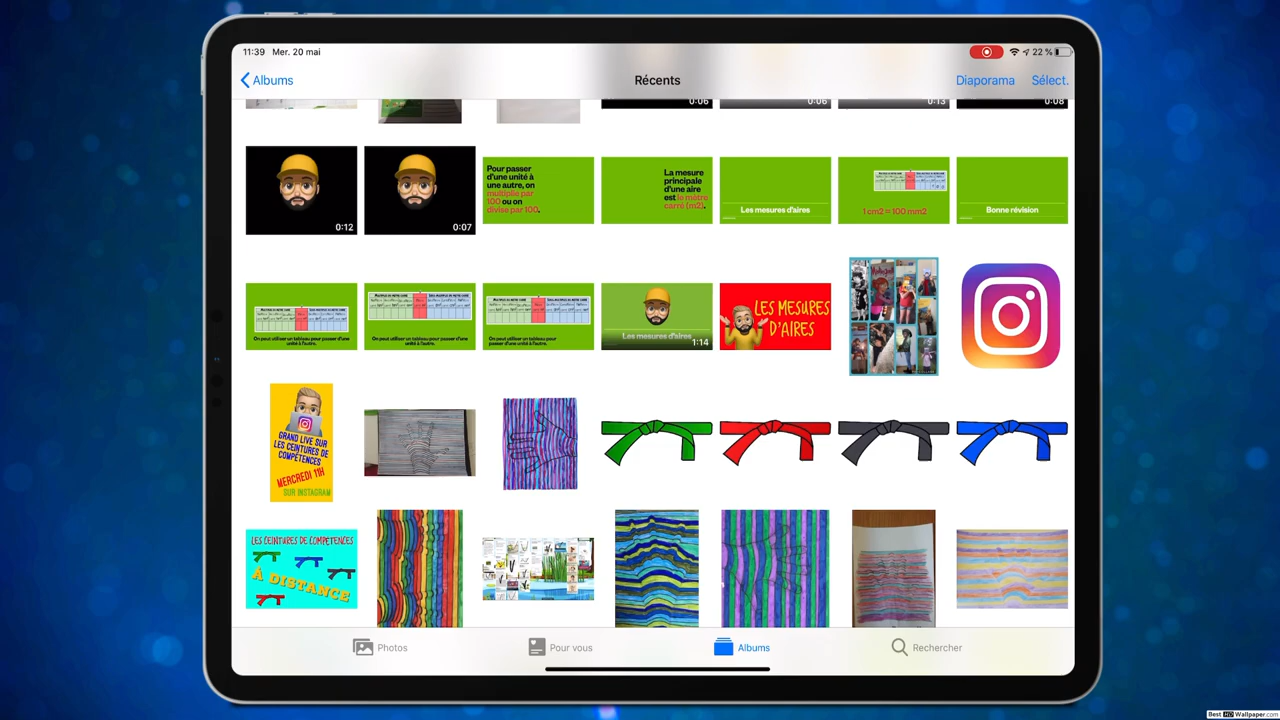 11:39 Mer. 20 mai
22 %
Albums
Récents
Diaporama
Sélect.
0:06
0:06
0:13
0:08
0:12
0:07
Pour passer
d'une unité à
une autre, on
multiplie par
100 ou on
divise par 100.
La mesure
principale
d'une aire
est le mètre
carré (m2).
Les mesures d'aires
1 cm2 = 100 mm2
Bonne révision
On peut utiliser un tableau pour passer d'une
unité à l'autre.
On peut utiliser un tableau pour passer d'une
unité à l'autre.
On peut utiliser un tableau pour
passer d'une unité à l'autre.
Les mesures d'aires
1:14
LES MESURES
D'AIRES
GRAND LIVE SUR
LES CEINTURES DE
COMPÉTENCES
MERCREDI 11H
SUR INSTAGRAM
LES CEINTURES DE COMPÉTENCES
À DISTANCE
Photos
Pour vous
Albums
Rechercher
Best HD Wallpaper.com